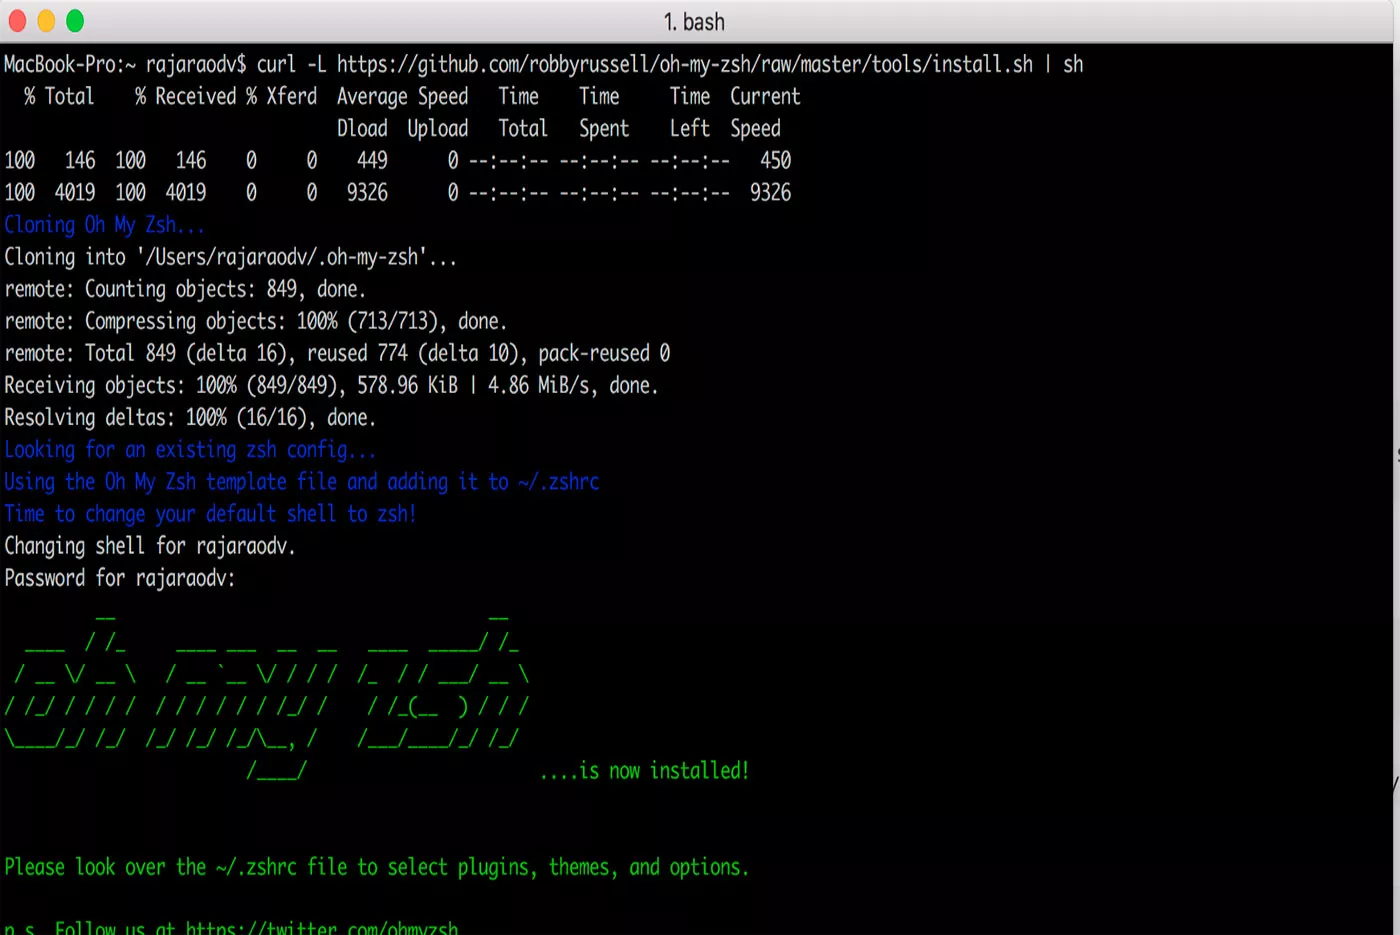 1. bash
MacBook-Pro:~ rajaraodv$ curl -L https://github.com/robbyrussell/oh-my-zsh/raw/master/tools/install.sh | sh
  % Total    % Received % Xferd  Average Speed   Time    Time     Time  Current
                                 Dload  Upload   Total   Spent    Left  Speed
100   146  100   146    0     0    449      0 --:--:-- --:--:-- --:--:--   450
100  4019  100  4019    0     0   9326      0 --:--:-- --:--:-- --:--:--  9326
Cloning Oh My Zsh...
Cloning into '/Users/rajaraodv/.oh-my-zsh'...
remote: Counting objects: 849, done.
remote: Compressing objects: 100% (713/713), done.
remote: Total 849 (delta 16), reused 774 (delta 10), pack-reused 0
Receiving objects: 100% (849/849), 578.96 KiB | 4.86 MiB/s, done.
Resolving deltas: 100% (16/16), done.
Looking for an existing zsh config...
Using the Oh My Zsh template file and adding it to ~/.zshrc
Time to change your default shell to zsh!
Changing shell for rajaraodv.
Password for rajaraodv:
oh my zsh
....is now installed!
Please look over the ~/.zshrc file to select plugins, themes, and options.
p.s. Follow us at https://twitter.com/ohmyzsh